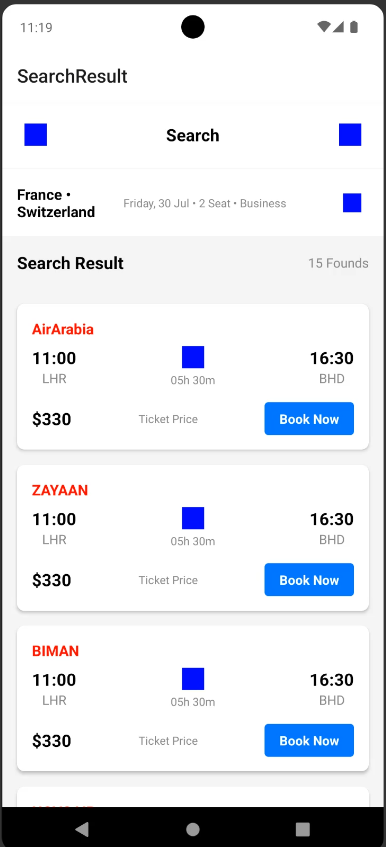 11:19
SearchResult
Search
France •
Switzerland
Friday, 30 Jul • 2 Seat • Business
Search Result
15 Founds
AirArabia
11:00
16:30
LHR
05h 30m
BHD
$330
Ticket Price
Book Now
ZAYAAN
11:00
16:30
LHR
05h 30m
BHD
$330
Ticket Price
Book Now
BIMAN
11:00
16:30
LHR
05h 30m
BHD
$330
Ticket Price
Book Now